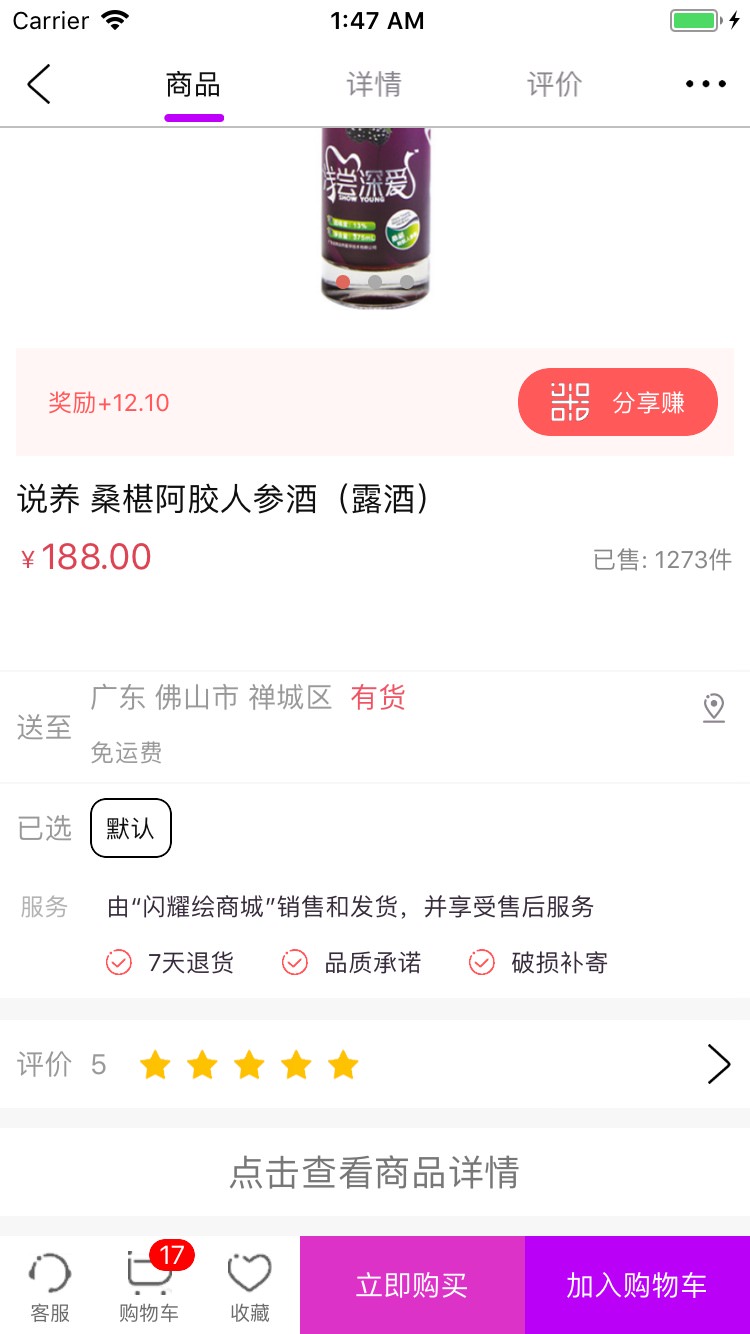 Carrier 1:47 AM
商品 详情 评价
浅尝深爱
SHOW YOUNG
13%
375mL
奖励+12.10 分享赚
说养 桑椹阿胶人参酒（露酒）
¥188.00 已售: 1273件
送至 广东 佛山市 禅城区 有货
免运费
已选 默认
服务 由“闪耀绘商城”销售和发货，并享受售后服务
7天退货 品质承诺 破损补寄
评价 5
点击查看商品详情
17
客服 购物车 收藏 立即购买 加入购物车